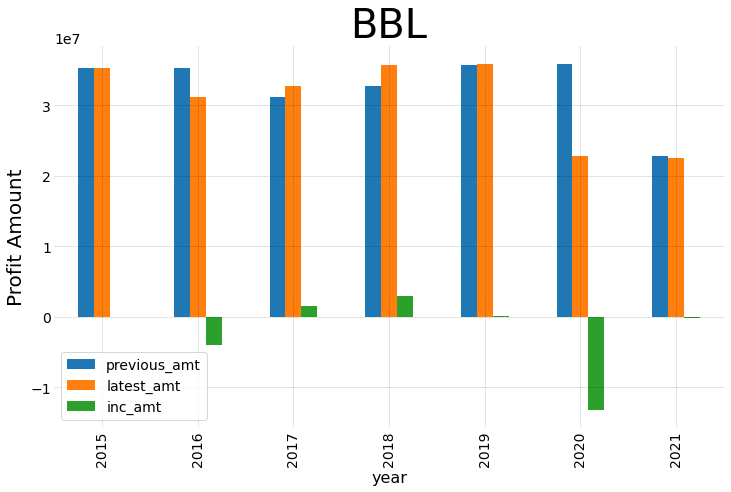 BBL
1e7
Profit Amount
3
2
1
0
−1
previous_amt
latest_amt
inc_amt
2015
2016
2017
2018
2019
2020
2021
year